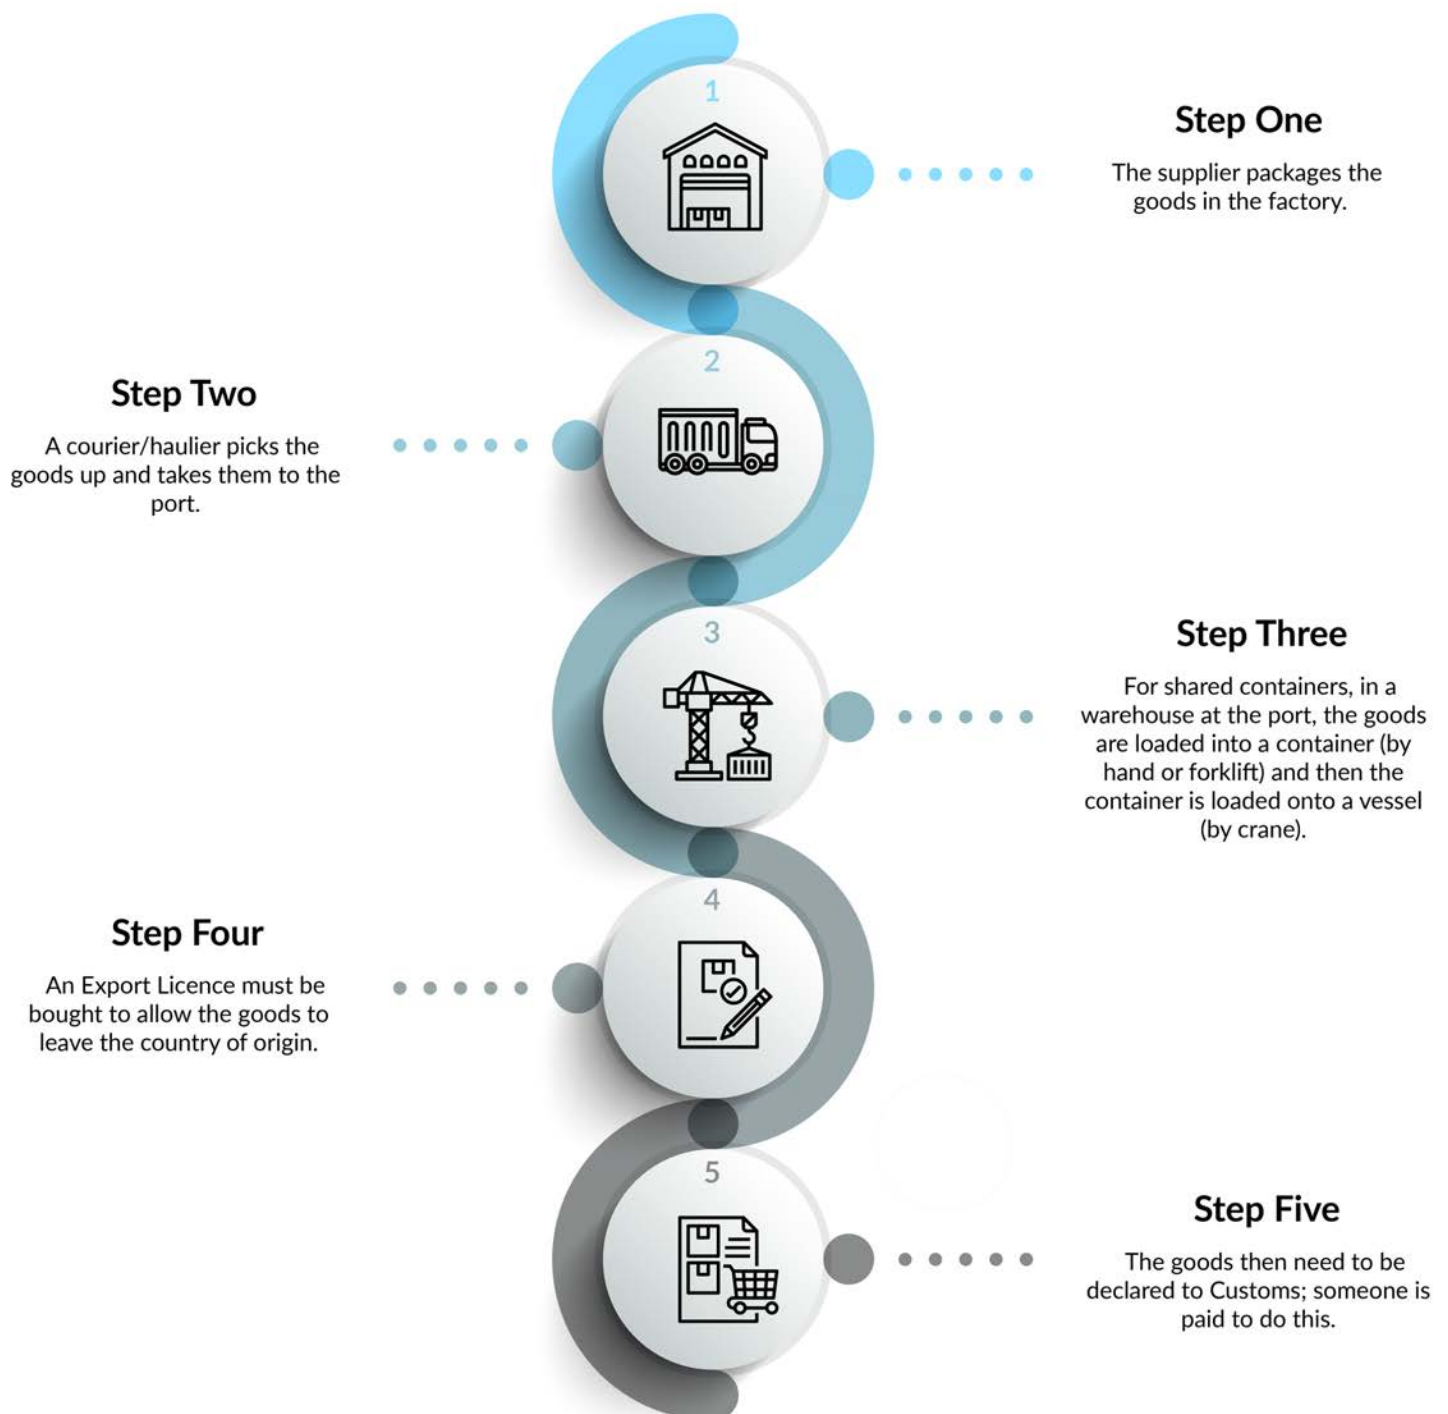 1
Step One
The supplier packages the
goods in the factory.
2
Step Two
A courier/haulier picks the
goods up and takes them to the
port.
3
Step Three
For shared containers, in a
warehouse at the port, the goods
are loaded into a container (by
hand or forklift) and then the
container is loaded onto a vessel
(by crane).
4
Step Four
An Export Licence must be
bought to allow the goods to
leave the country of origin.
5
Step Five
The goods then need to be
declared to Customs; someone is
paid to do this.